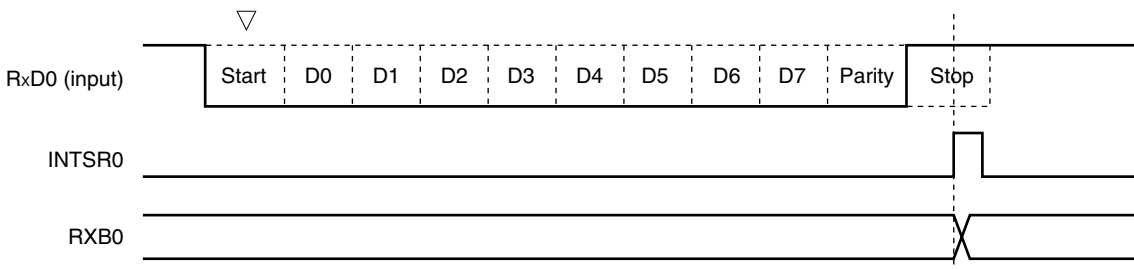 RxD0 (input) Start D0 D1 D2 D3 D4 D5 D6 D7 Parity Stop
INTSR0
RXB0